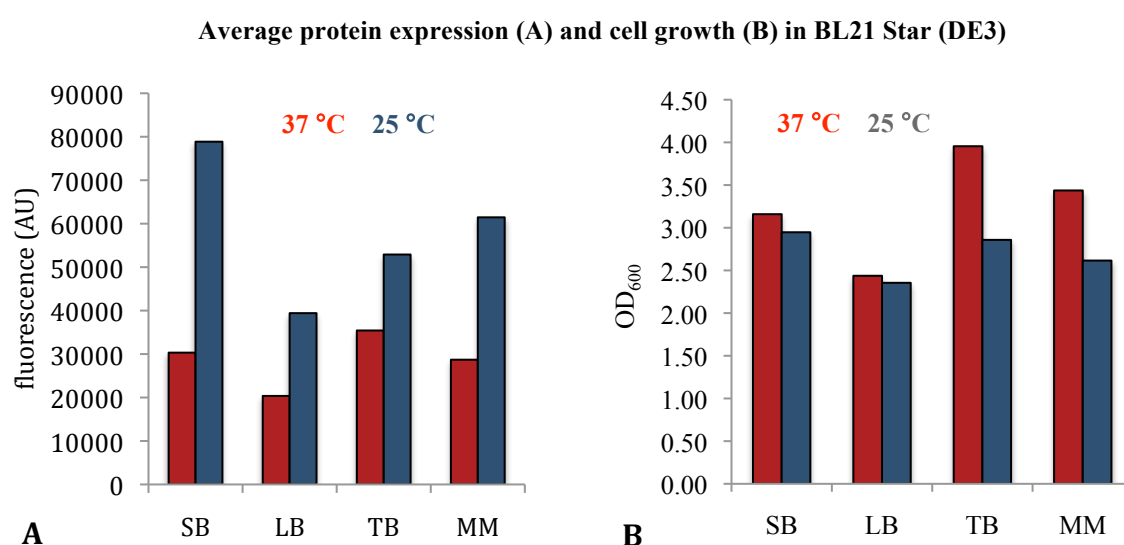 Average protein expression (A) and cell growth (B) in BL21 Star (DE3)
90000
80000
70000
60000
50000
40000
30000
20000
10000
0
fluorescence (AU)
37 °C 25 °C
SB LB TB MM
A
4.50
4.00
3.50
3.00
2.50
2.00
1.50
1.00
0.50
0.00
OD600
37 °C 25 °C
SB LB TB MM
B